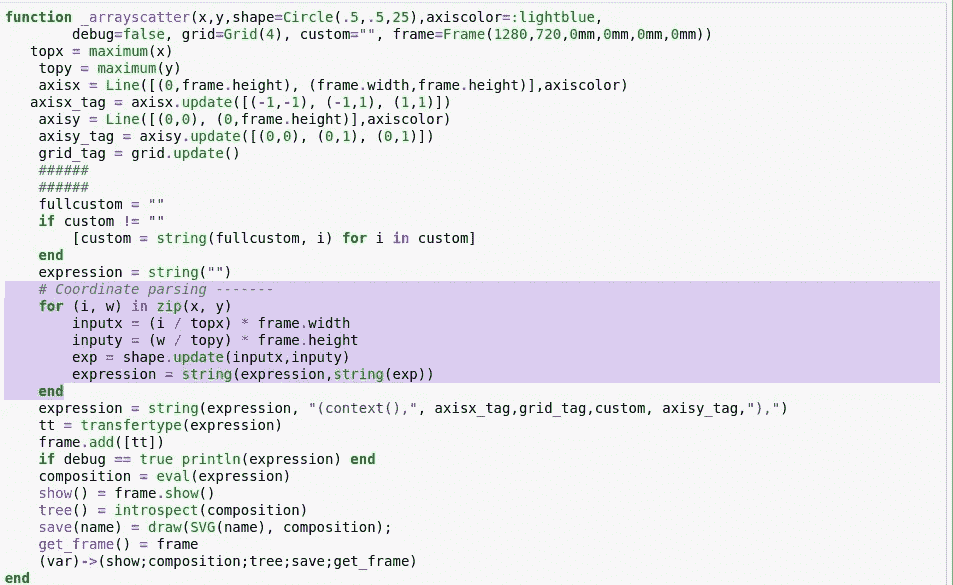 function _arrayscatter(x,y,shape=Circle(.5,.5,25),axiscolor=:lightblue,
        debug=false, grid=Grid(4), custom="", frame=Frame(1280,720,0mm,0mm,0mm,0mm))
   topx = maximum(x)
    topy = maximum(y)
    axisx = Line([(0,frame.height), (frame.width,frame.height)],axiscolor)
   axisx_tag = axisx.update([(-1,-1), (-1,1), (1,1)])
    axisy = Line([(0,0), (0,frame.height)],axiscolor)
    axisy_tag = axisy.update([(0,0), (0,1), (0,1)])
    grid_tag = grid.update()
    ######
    ######
    fullcustom = ""
    if custom != ""
        [custom = string(fullcustom, i) for i in custom]
    end
    expression = string("")
    # Coordinate parsing -------
    for (i, w) in zip(x, y)
        inputx = (i / topx) * frame.width
        inputy = (w / topy) * frame.height
        exp = shape.update(inputx,inputy)
        expression = string(expression,string(exp))
    end
    expression = string(expression, "(context(),", axisx_tag,grid_tag,custom, axisy_tag,"),")
    tt = transfertype(expression)
    frame.add([tt])
    if debug == true println(expression) end
    composition = eval(expression)
    show() = frame.show()
    tree() = introspect(composition)
    save(name) = draw(SVG(name), composition);
    get_frame() = frame
    (var)->(show;composition;tree;save;get_frame)
end